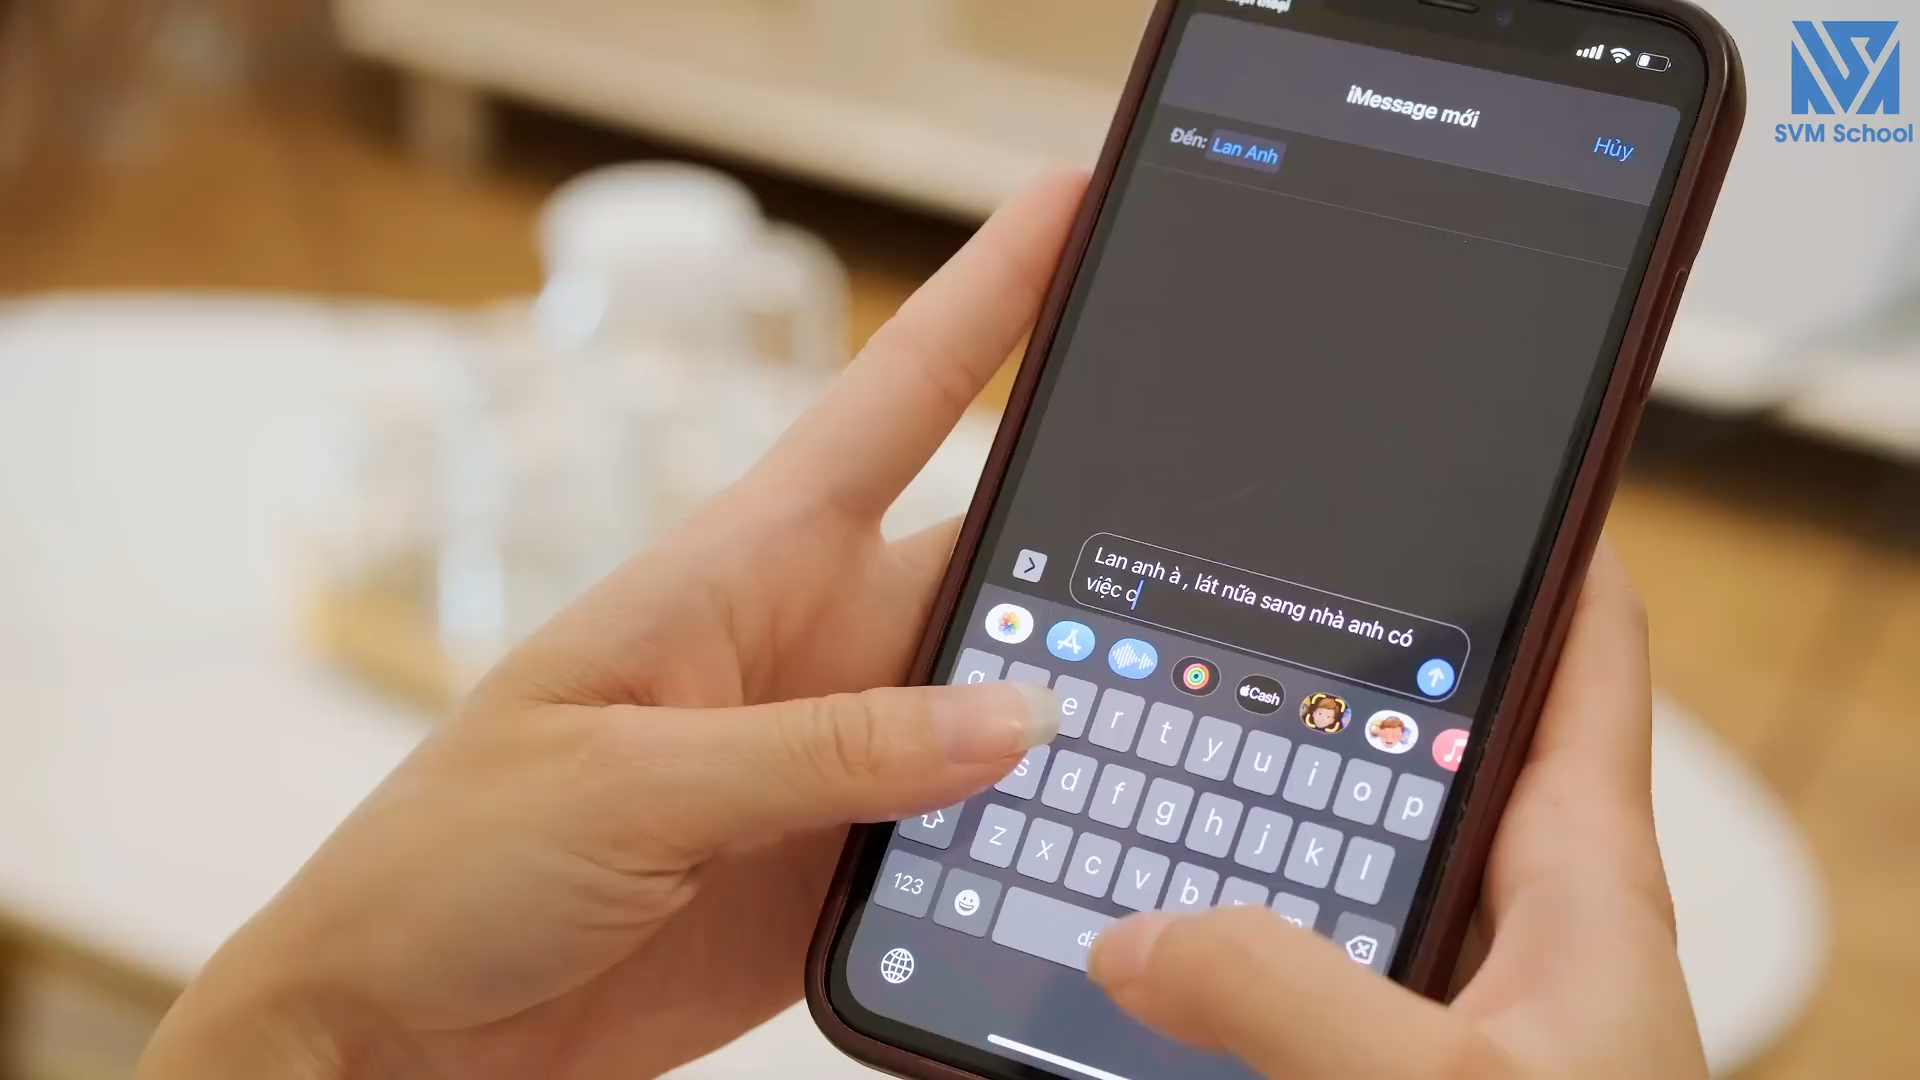 iMessage mới
Đến: Lan Anh
Hủy
SVM School
Lan anh à , lát nữa sang nhà anh có
việc c
Cash
e r t y u i o p
s d f g h j k l
z x c v b
123